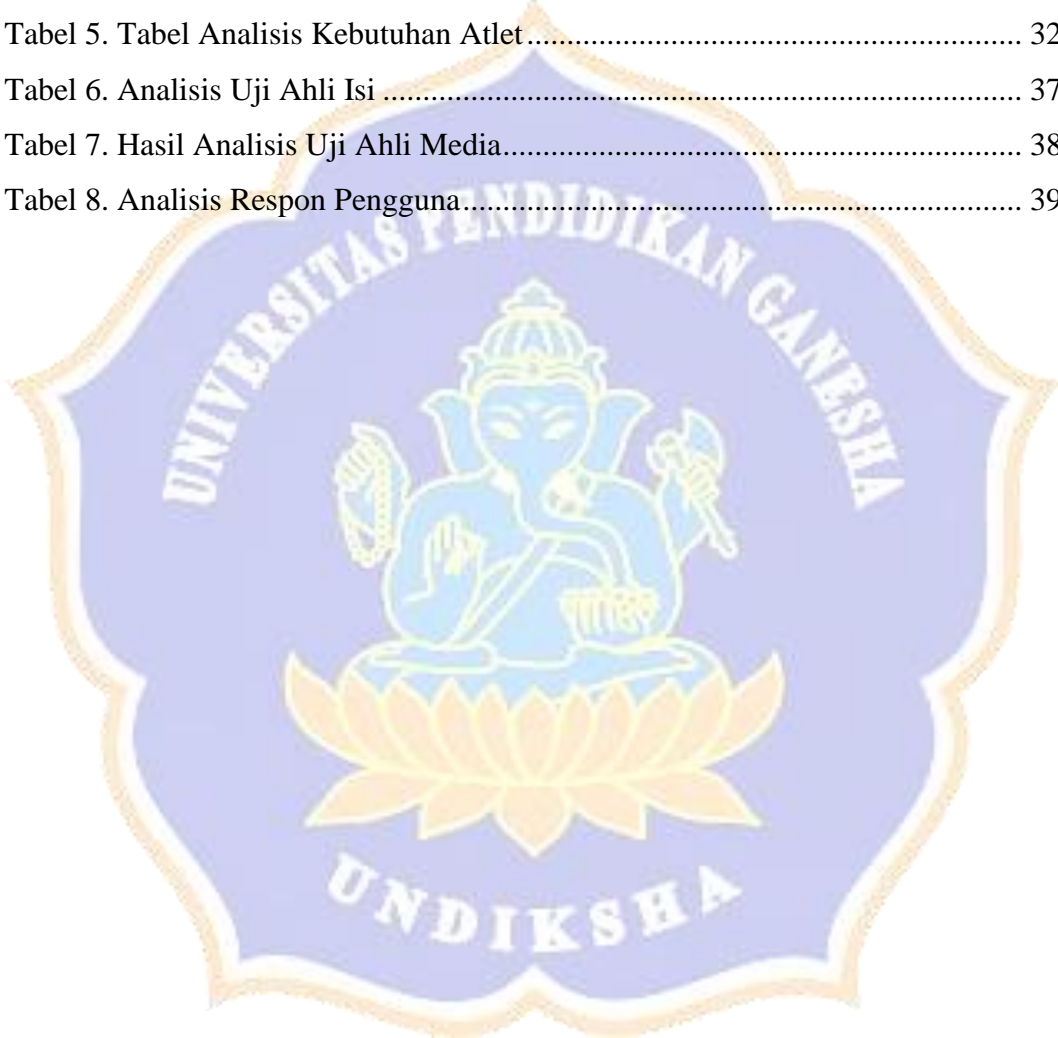 Tabel 5. Tabel Analisis Kebutuhan Atlet........................................................................ 32
Tabel 6. Analisis Uji Ahli Isi ............................................................................................ 37
Tabel 7. Hasil Analisis Uji Ahli Media........................................................................... 38
Tabel 8. Analisis Respon Pengguna................................................................................. 39
UNIVERSITAS PENDIDIKAN GANESHA
UNDIKSHA